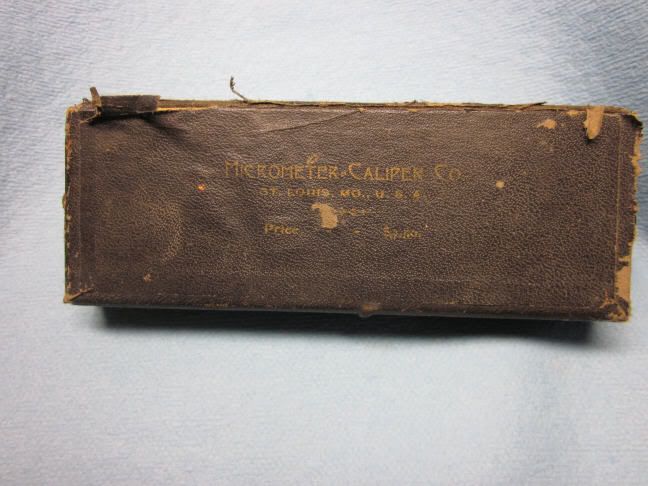 MICROMETER-CALIPER CO.
ST. LOUIS, MO., U. S. A.
Price -